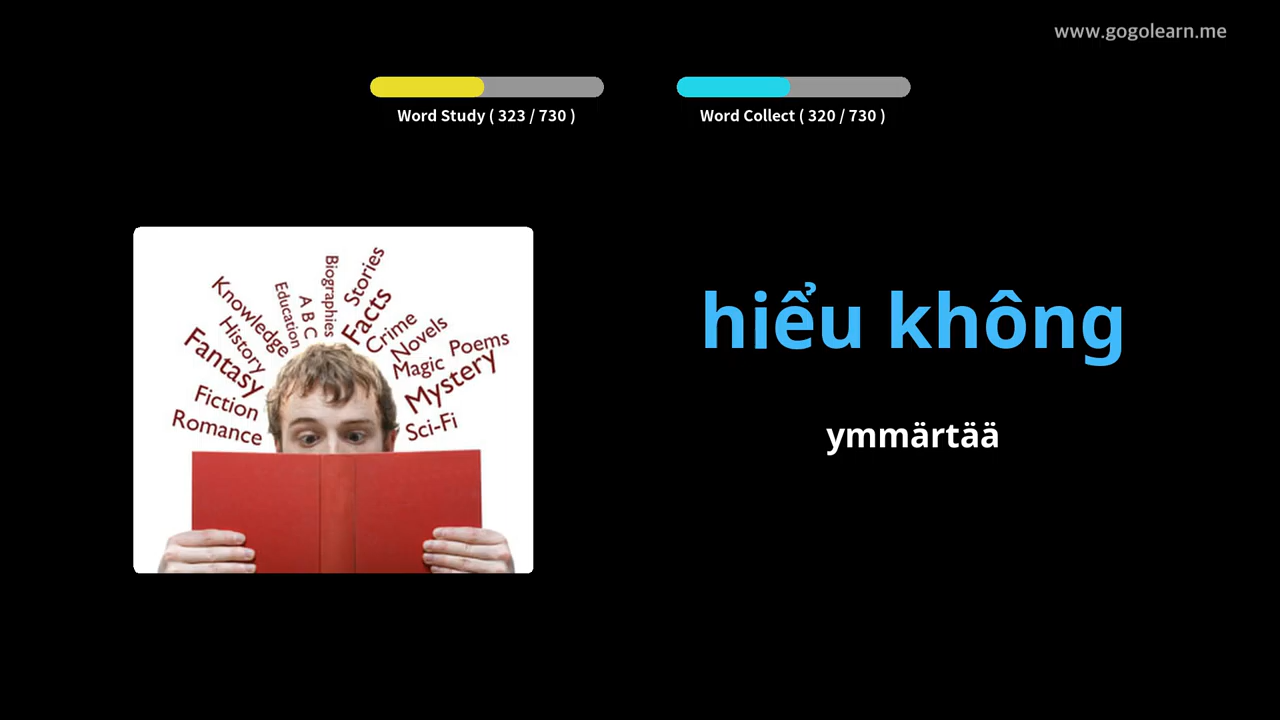 www.gogolearn.me
Word Study ( 323 / 730 )
Word Collect ( 320 / 730 )
Knowledge
History
Education
A B C
Biographies
Stories
Facts
Crime
Novels
Magic
Poems
Mystery
Sci-Fi
Fantasy
Fiction
Romance
hiểu không
ymmärtää